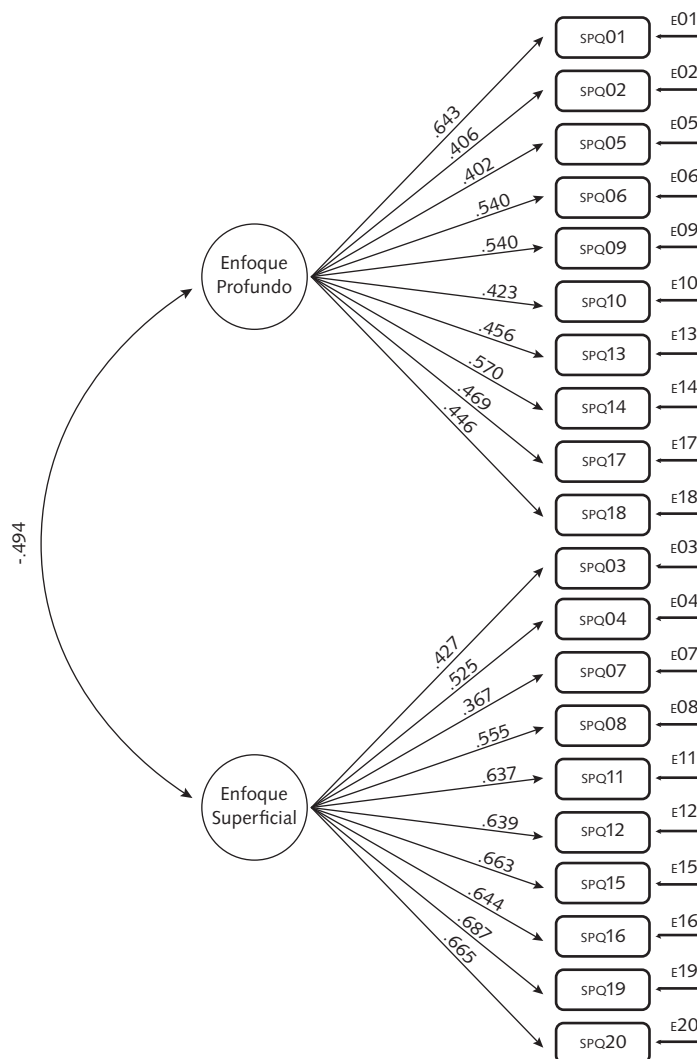 E01
SPQ01
.643
E02
SPQ02
.406
E05
SPQ05
.402
E06
SPQ06
.540
E09
SPQ09
.540
Enfoque
Profundo
E10
SPQ10
.423
E13
SPQ13
.456
E14
SPQ14
.570
E17
SPQ17
.469
E18
SPQ18
.446
-.494
E03
SPQ03
.427
E04
SPQ04
.525
E07
SPQ07
.367
E08
SPQ08
.555
E11
SPQ11
.637
Enfoque
Superficial
E12
SPQ12
.639
E15
SPQ15
.663
E16
SPQ16
.644
E19
SPQ19
.687
E20
SPQ20
.665